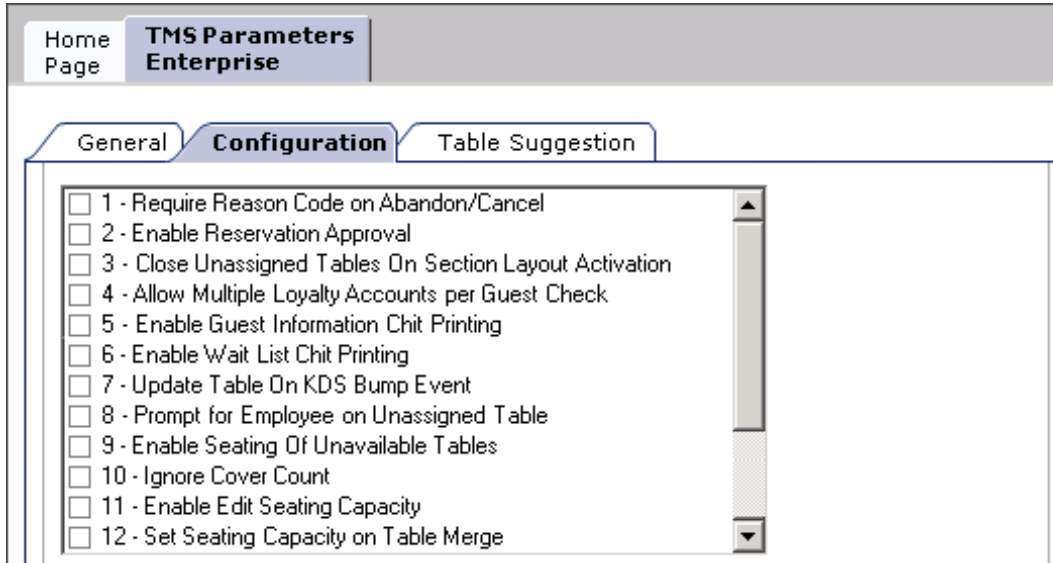 Home Page
TMS Parameters Enterprise
General
Configuration
Table Suggestion
1 - Require Reason Code on Abandon/Cancel
2 - Enable Reservation Approval
3 - Close Unassigned Tables On Section Layout Activation
4 - Allow Multiple Loyalty Accounts per Guest Check
5 - Enable Guest Information Chit Printing
6 - Enable Wait List Chit Printing
7 - Update Table On KDS Bump Event
8 - Prompt for Employee on Unassigned Table
9 - Enable Seating Of Unavailable Tables
10 - Ignore Cover Count
11 - Enable Edit Seating Capacity
12 - Set Seating Capacity on Table Merge